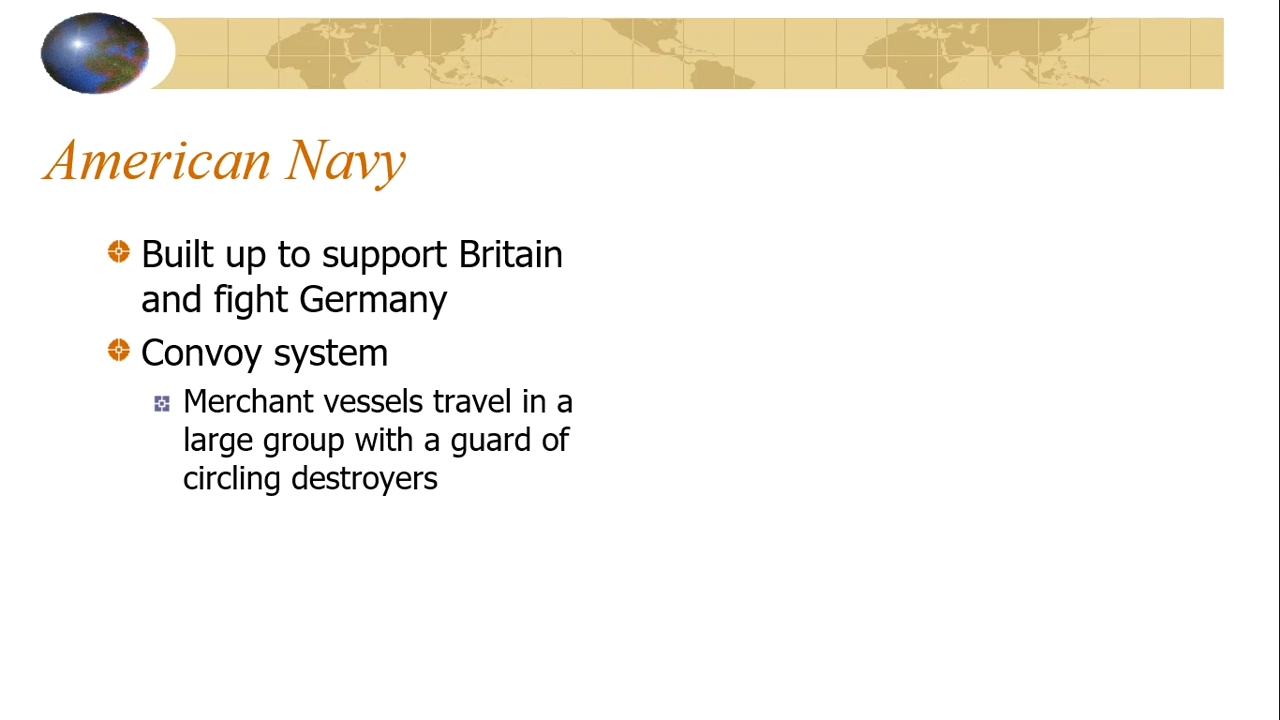 American Navy
Built up to support Britain
and fight Germany
Convoy system
Merchant vessels travel in a
large group with a guard of
circling destroyers